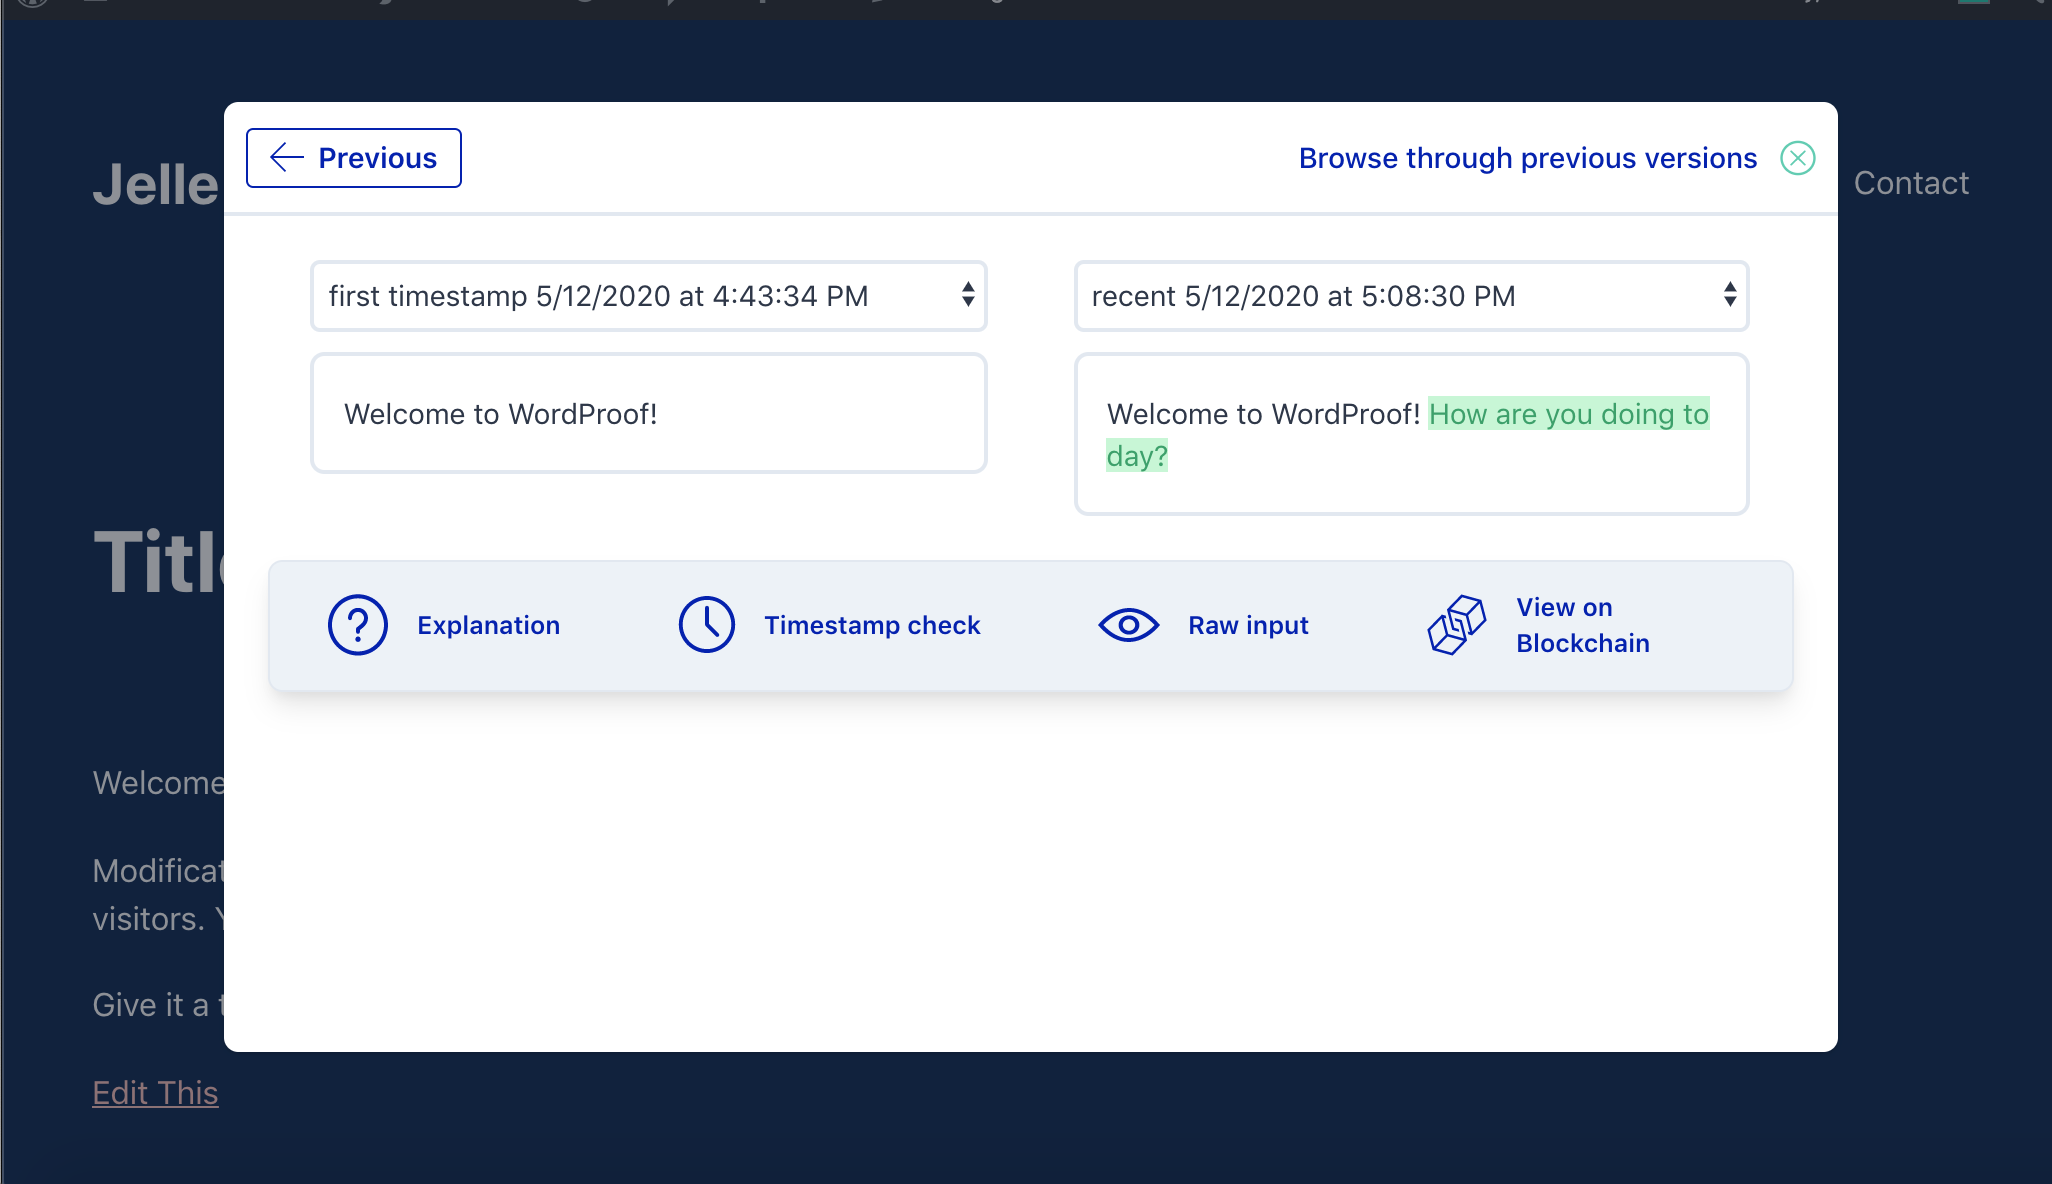 Jelle
Contact
Previous
Browse through previous versions
first timestamp 5/12/2020 at 4:43:34 PM
recent 5/12/2020 at 5:08:30 PM
Welcome to WordProof!
Welcome to WordProof! How are you doing to
day?
Explanation
Timestamp check
Raw input
View on
Blockchain
Welcome
visitors.
Give it a
Edit This